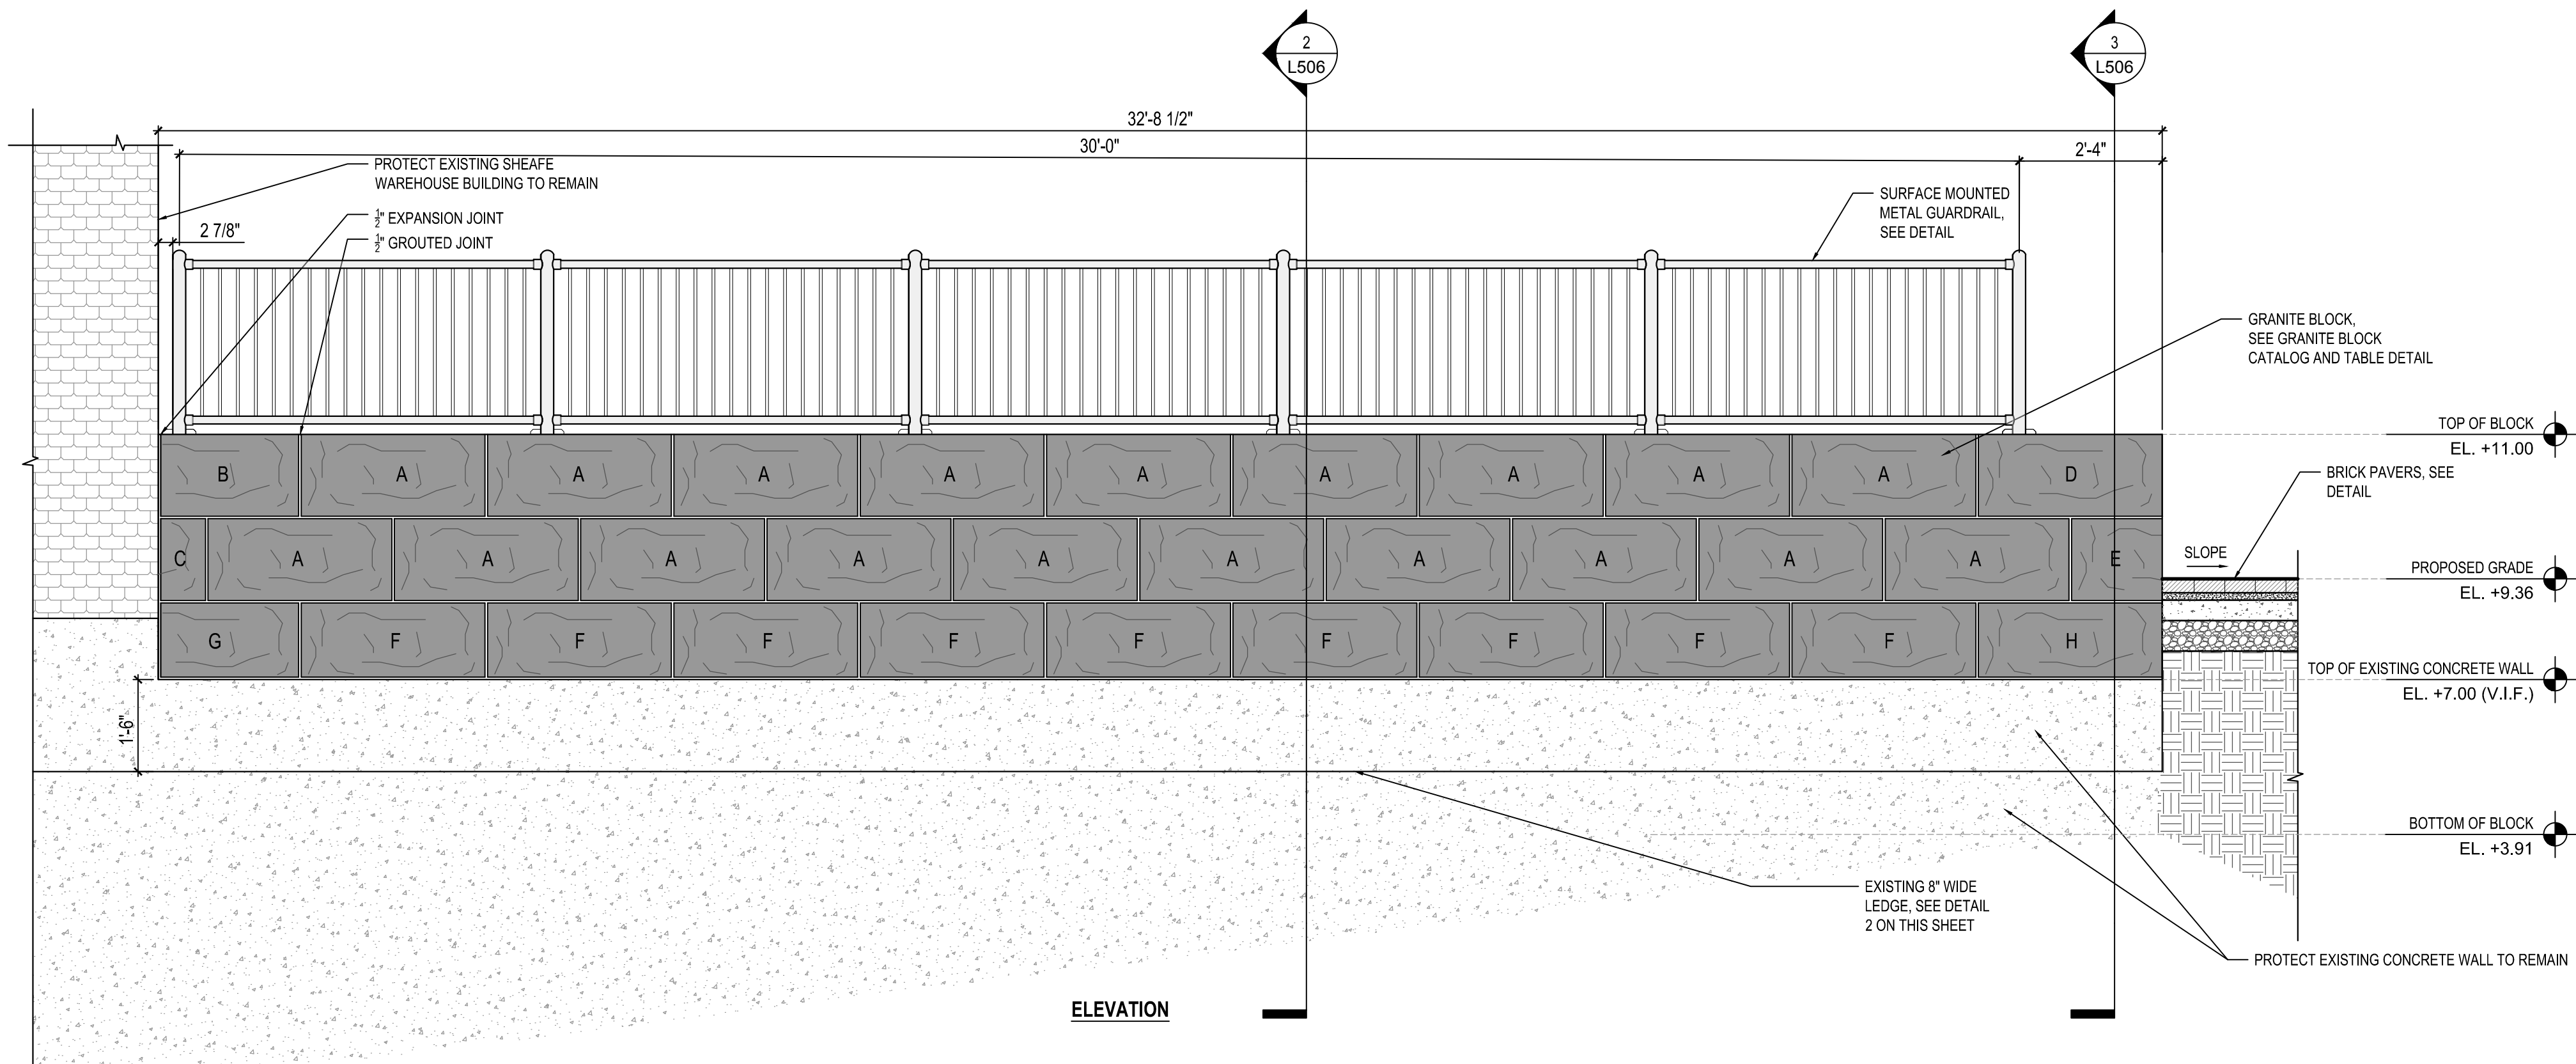 2
L506
3
L506
32'-8 1/2"
30'-0"
2'-4"
PROTECT EXISTING SHEAFE
WAREHOUSE BUILDING TO REMAIN
1/2" EXPANSION JOINT
2 7/8"
1/2" GROUTED JOINT
SURFACE MOUNTED
METAL GUARDRAIL,
SEE DETAIL
GRANITE BLOCK,
SEE GRANITE BLOCK
CATALOG AND TABLE DETAIL
TOP OF BLOCK
EL. +11.00
B A A A A A A A A A D
BRICK PAVERS, SEE
DETAIL
C A A A A A A A A A A E
SLOPE
PROPOSED GRADE
EL. +9.36
G F F F F F F F F F H
TOP OF EXISTING CONCRETE WALL
EL. +7.00 (V.I.F.)
1'-6"
BOTTOM OF BLOCK
EL. +3.91
EXISTING 8" WIDE
LEDGE, SEE DETAIL
2 ON THIS SHEET
PROTECT EXISTING CONCRETE WALL TO REMAIN
ELEVATION